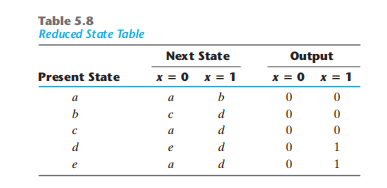 Table 5.8
Reduced State Table
Next State Output
Present State x = 0 x = 1 x = 0 x = 1
a a b 0 0
b c d 0 0
c a d 0 0
d e d 0 1
e a d 0 1